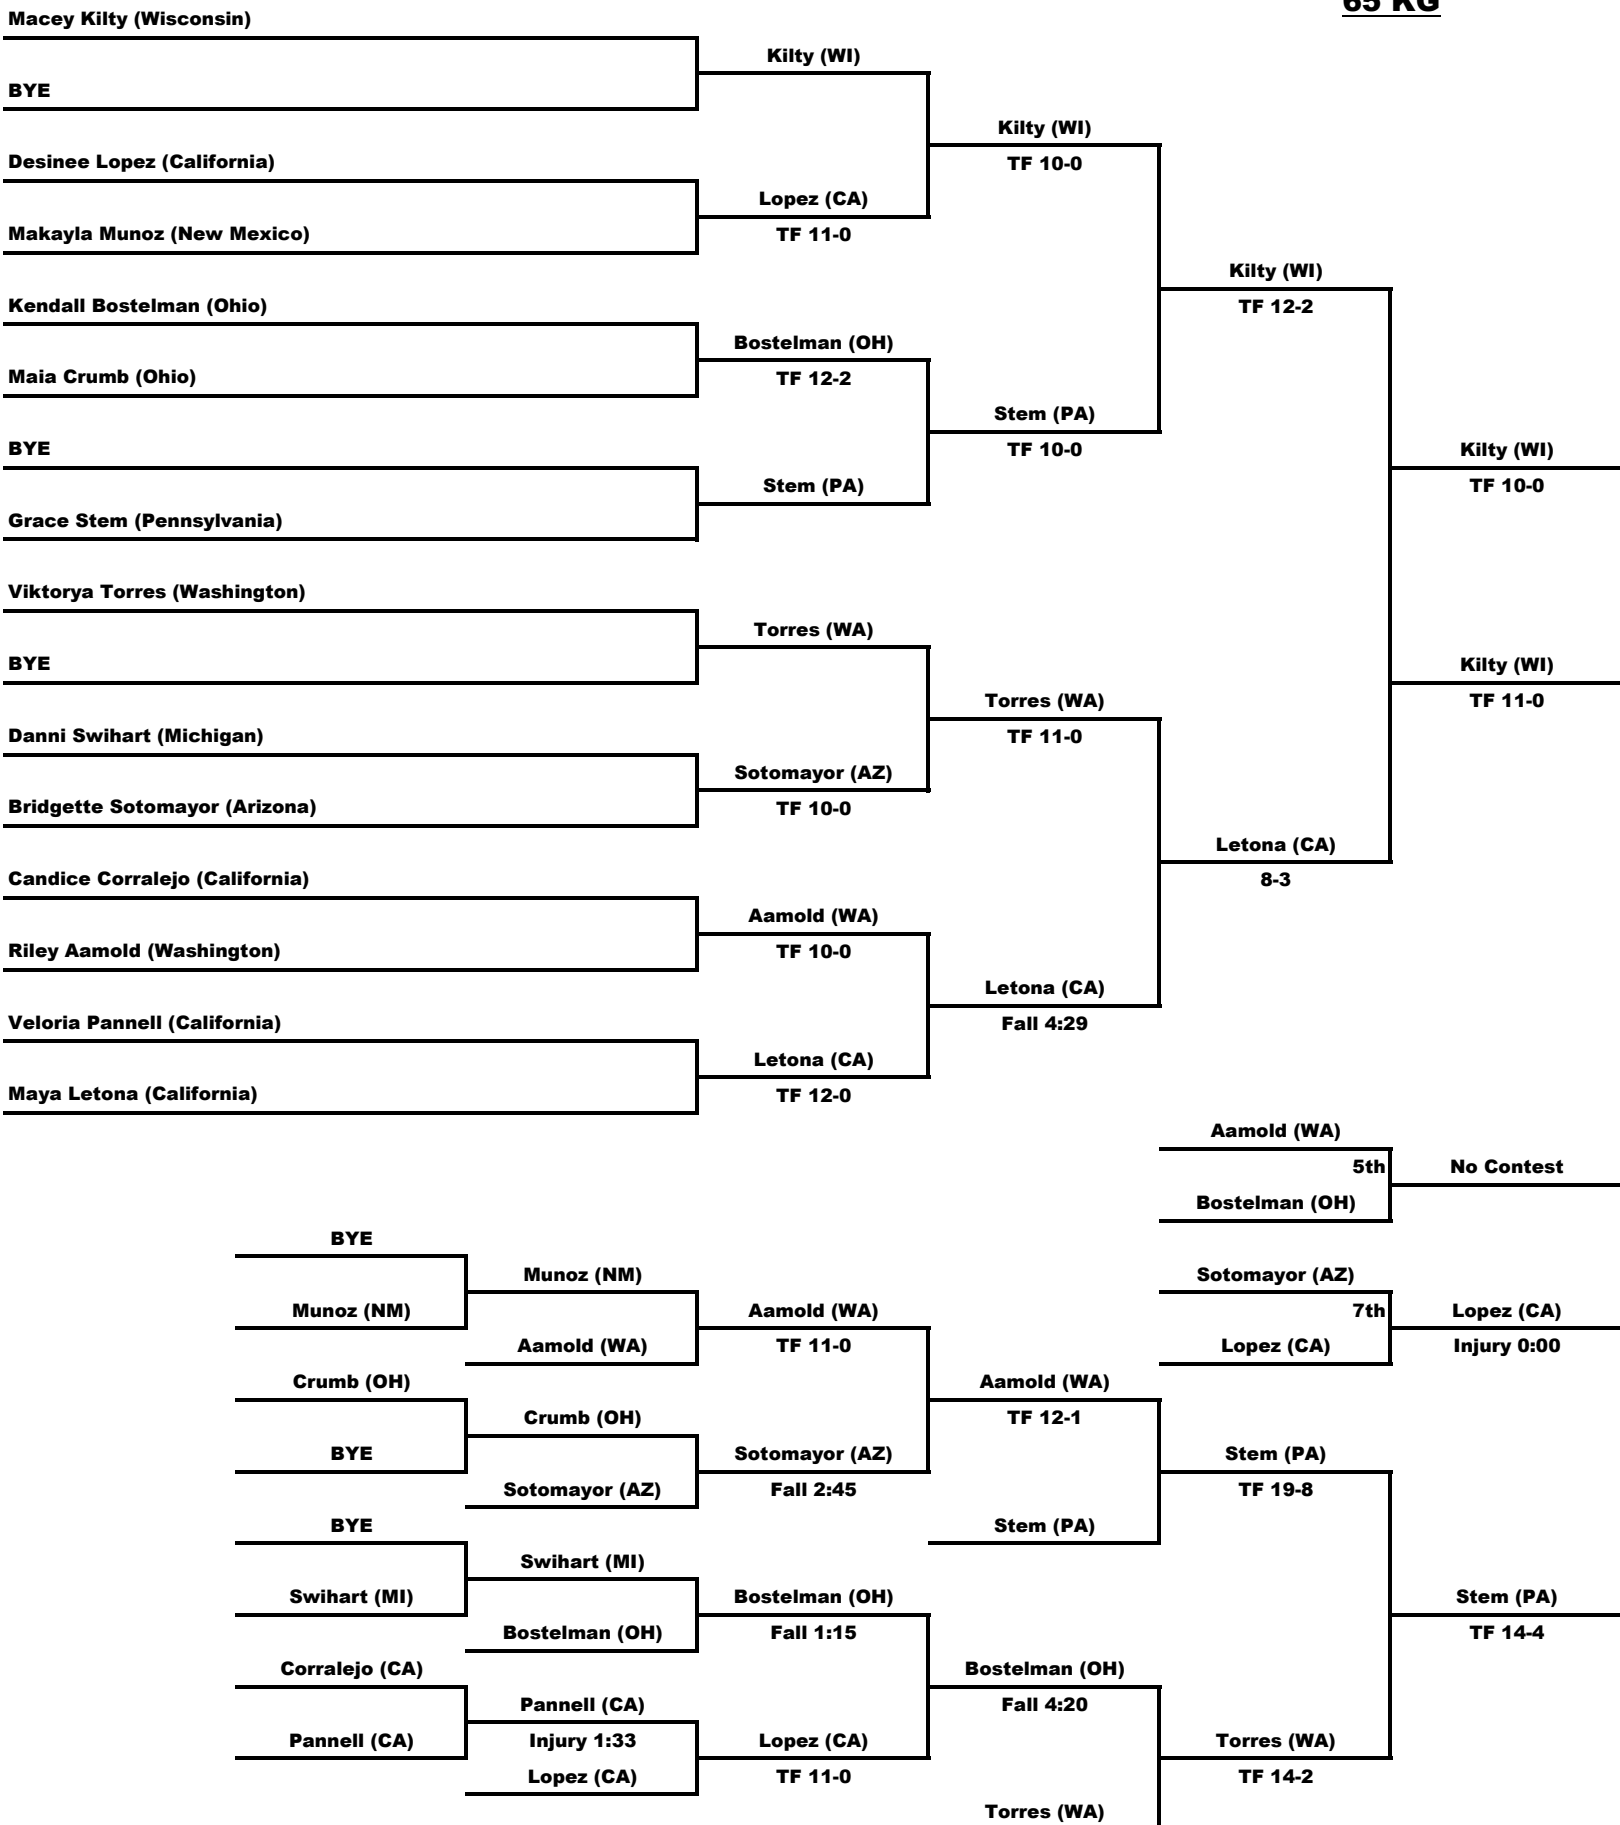 65 KG
Macey Kilty (Wisconsin)
Kilty (WI)
BYE
Kilty (WI)
TF 10-0
Desinee Lopez (California)
Lopez (CA)
TF 11-0
Makayla Munoz (New Mexico)
Kilty (WI)
TF 12-2
Kendall Bostelman (Ohio)
Bostelman (OH)
TF 12-2
Maia Crumb (Ohio)
Stem (PA)
TF 10-0
BYE
Kilty (WI)
TF 10-0
Stem (PA)
Grace Stem (Pennsylvania)
Viktorya Torres (Washington)
Torres (WA)
BYE
Kilty (WI)
TF 11-0
Torres (WA)
TF 11-0
Danni Swihart (Michigan)
Sotomayor (AZ)
TF 10-0
Bridgette Sotomayor (Arizona)
Letona (CA)
8-3
Candice Corralejo (California)
Aamold (WA)
TF 10-0
Riley Aamold (Washington)
Letona (CA)
Fall 4:29
Veloria Pannell (California)
Letona (CA)
TF 12-0
Maya Letona (California)
Aamold (WA)
5th
No Contest
Bostelman (OH)
BYE
Munoz (NM)
Sotomayor (AZ)
Munoz (NM)
Aamold (WA)
TF 11-0
7th
Lopez (CA)
Injury 0:00
Aamold (WA)
Lopez (CA)
Crumb (OH)
Aamold (WA)
TF 12-1
Crumb (OH)
BYE
Sotomayor (AZ)
Fall 2:45
Stem (PA)
TF 19-8
Sotomayor (AZ)
BYE
Stem (PA)
Swihart (MI)
Swihart (MI)
Bostelman (OH)
Fall 1:15
Stem (PA)
TF 14-4
Bostelman (OH)
Corralejo (CA)
Bostelman (OH)
Fall 4:20
Pannell (CA)
Injury 1:33
Pannell (CA)
Lopez (CA)
TF 11-0
Torres (WA)
TF 14-2
Lopez (CA)
Torres (WA)